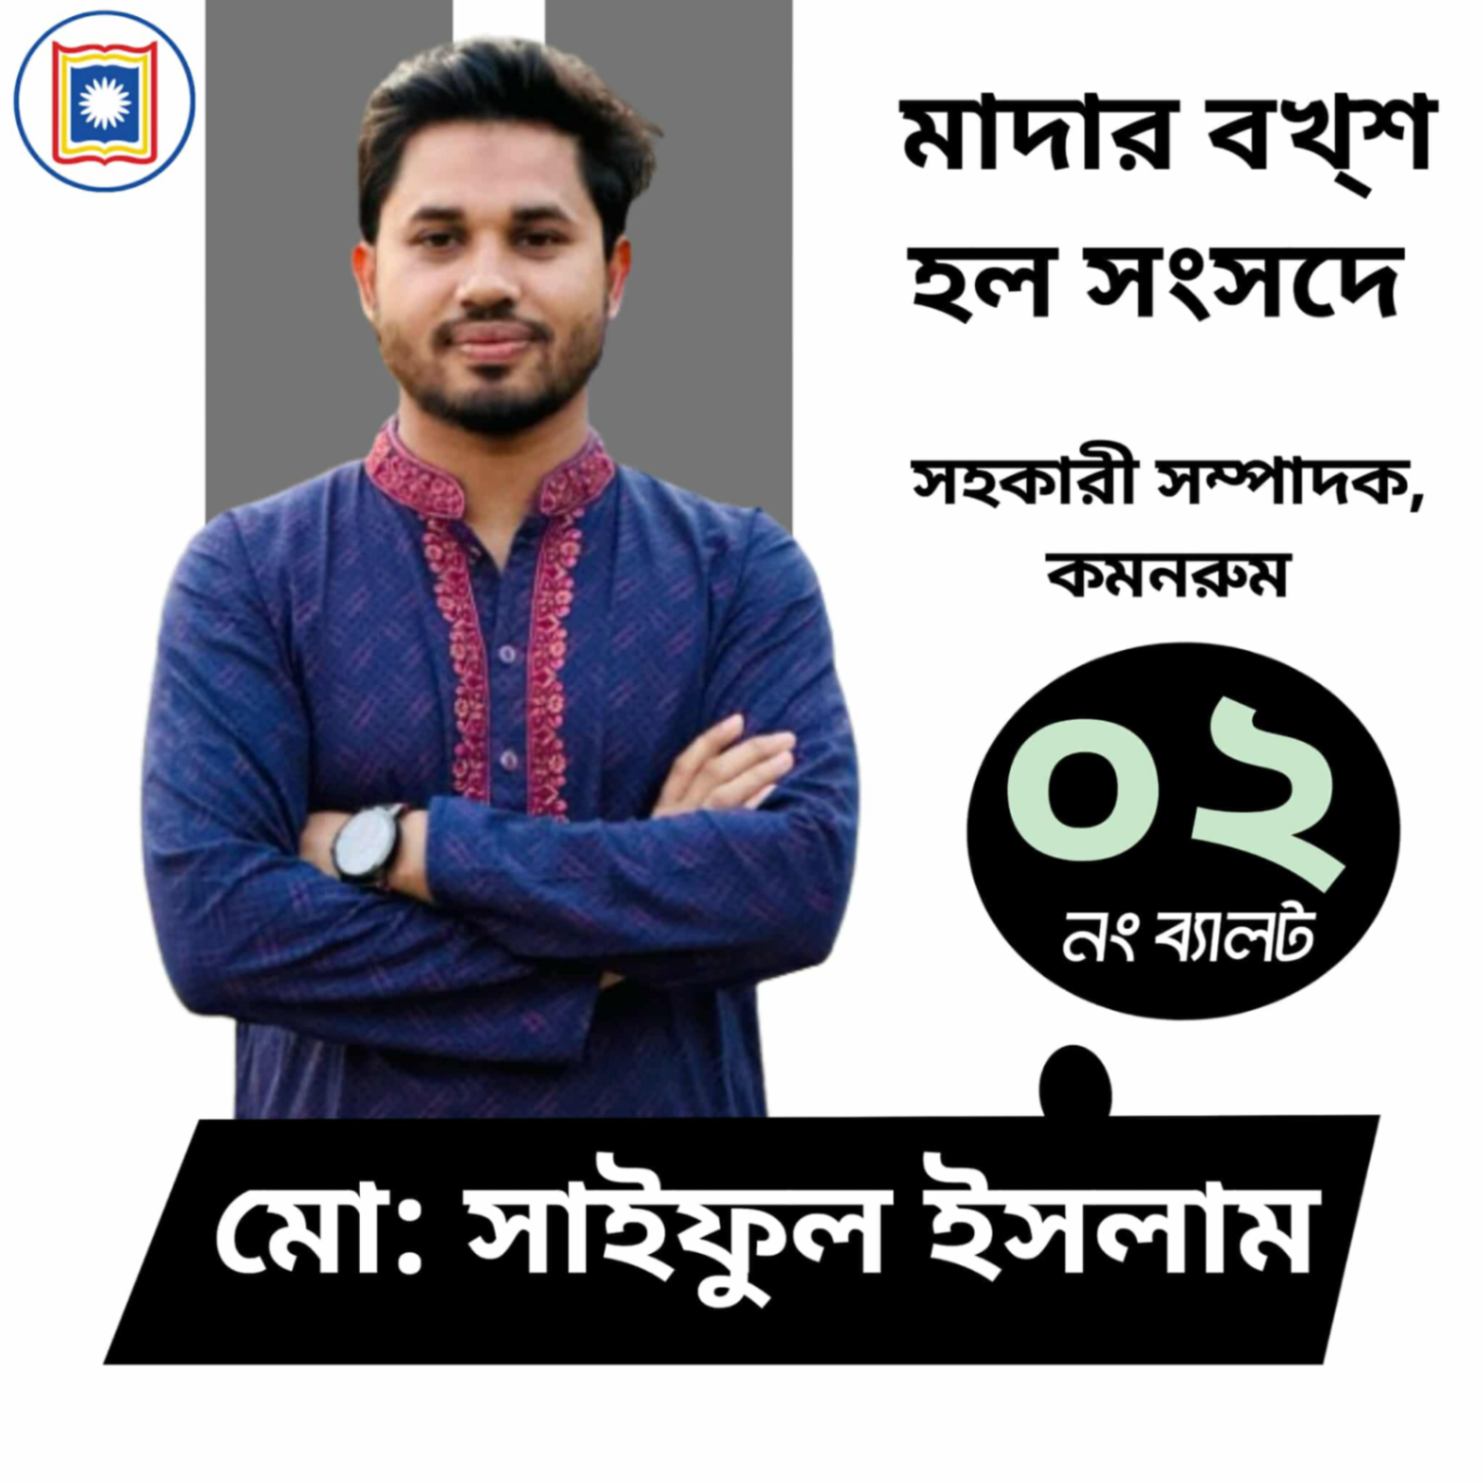 মাদার বখ্‌শ
হল সংসদে
সহকারী সম্পাদক,
কমনরুম
০২
নং ব্যালট
মো: সাইফুল ইসলাম